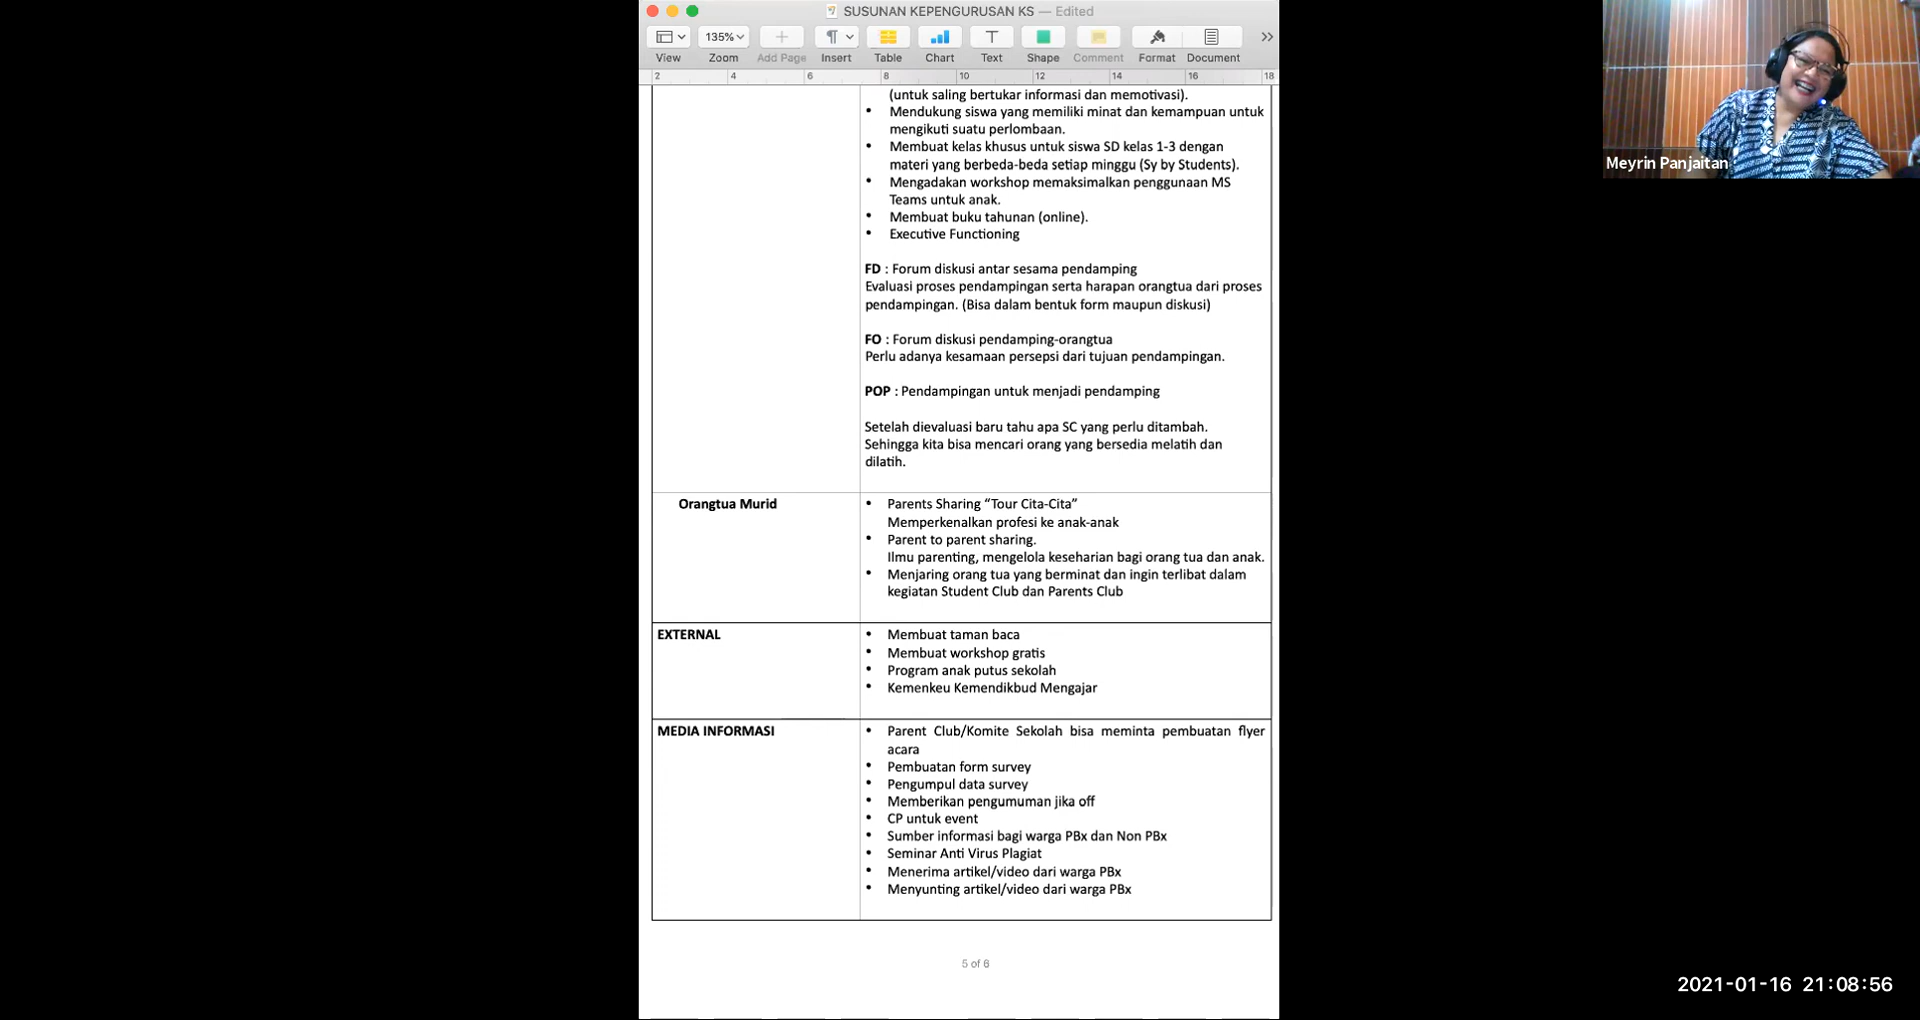 SUSUNAN KEPENGURUSAN KS — Edited
135%
View Zoom Add Page Insert Table Chart Text Shape Comment Format Document
2 4 6 8 10 12 14 16 18
(untuk saling bertukar informasi dan memotivasi).
• Mendukung siswa yang memiliki minat dan kemampuan untuk
mengikuti suatu perlombaan.
• Membuat kelas khusus untuk siswa SD kelas 1-3 dengan
materi yang berbeda-beda setiap minggu (Sy by Students).
• Mengadakan workshop memaksimalkan penggunaan MS
Teams untuk anak.
• Membuat buku tahunan (online).
• Executive Functioning
FD : Forum diskusi antar sesama pendamping
Evaluasi proses pendampingan serta harapan orangtua dari proses
pendampingan. (Bisa dalam bentuk form maupun diskusi)
FO : Forum diskusi pendamping-orangtua
Perlu adanya kesamaan persepsi dari tujuan pendampingan.
POP : Pendampingan untuk menjadi pendamping
Setelah dievaluasi baru tahu apa SC yang perlu ditambah.
Sehingga kita bisa mencari orang yang bersedia melatih dan
dilatih.
Orangtua Murid
• Parents Sharing “Tour Cita-Cita”
Memperkenalkan profesi ke anak-anak
• Parent to parent sharing.
Ilmu parenting, mengelola keseharian bagi orang tua dan anak.
• Menjaring orang tua yang berminat dan ingin terlibat dalam
kegiatan Student Club dan Parents Club
EXTERNAL
• Membuat taman baca
• Membuat workshop gratis
• Program anak putus sekolah
• Kemenkeu Kemendikbud Mengajar
MEDIA INFORMASI
• Parent Club/Komite Sekolah bisa meminta pembuatan flyer
acara
• Pembuatan form survey
• Pengumpul data survey
• Memberikan pengumuman jika off
• CP untuk event
• Sumber informasi bagi warga PBx dan Non PBx
• Seminar Anti Virus Plagiat
• Menerima artikel/video dari warga PBx
• Menyunting artikel/video dari warga PBx
5 of 6
Meyrin Panjaitan
2021-01-16 21:08:56